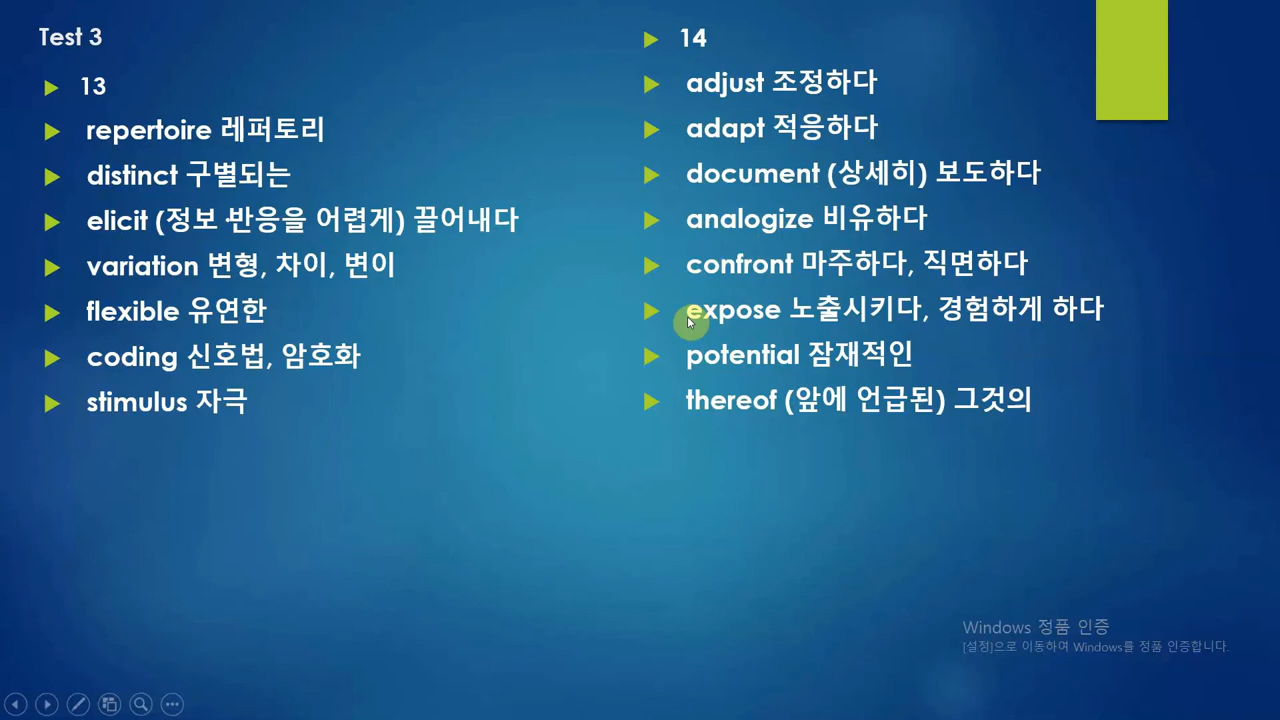 Test 3
13
repertoire 레퍼토리
distinct 구별되는
elicit (정보·반응을 어렵게) 끌어내다
variation 변형, 차이, 변이
flexible 유연한
coding 신호법, 암호화
stimulus 자극
14
adjust 조정하다
adapt 적응하다
document (상세히) 보도하다
analogize 비유하다
confront 마주하다, 직면하다
expose 노출시키다, 경험하게 하다
potential 잠재적인
thereof (앞에 언급된) 그것의
Windows 정품 인증
[설정]으로 이동하여 Windows를 정품 인증합니다.